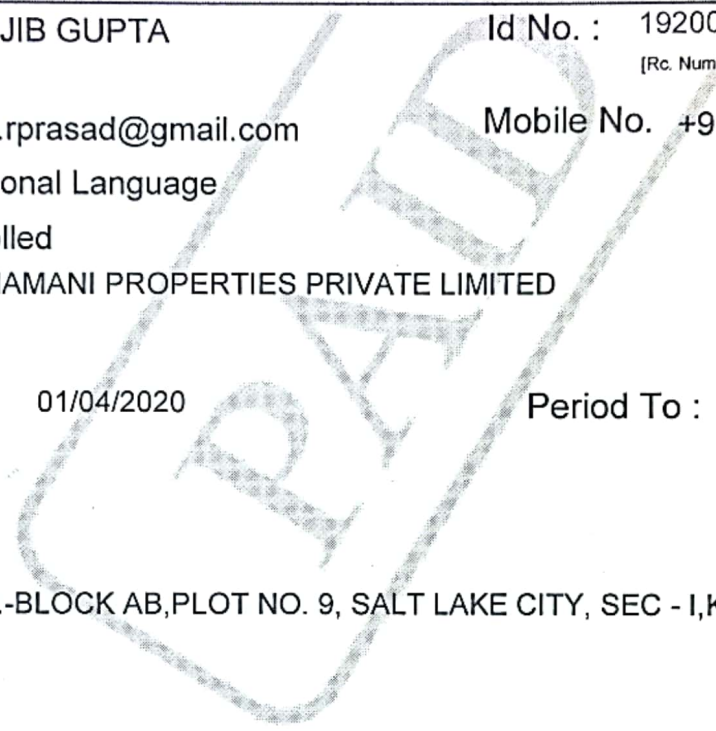 JIB GUPTA Id No. : 19200
[Rc. Num
.rprasad@gmail.com Mobile No. +9
onal Language
lled
AMANI PROPERTIES PRIVATE LIMITED
01/04/2020 Period To :
.-BLOCK AB,PLOT NO. 9, SALT LAKE CITY, SEC - I,K
PAID